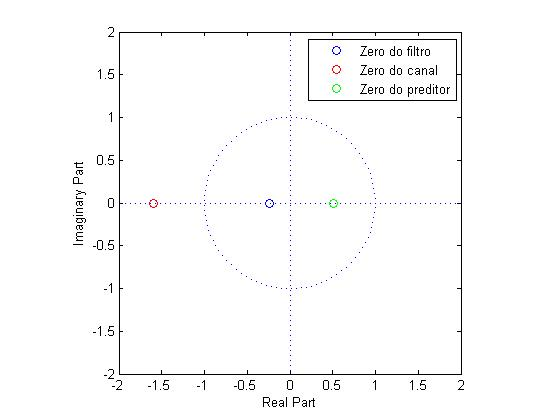 2
1.5
1
0.5
0
-0.5
-1
-1.5
-2
Imaginary Part
Zero do filtro
Zero do canal
Zero do preditor
-2 -1.5 -1 -0.5 0 0.5 1 1.5 2
Real Part